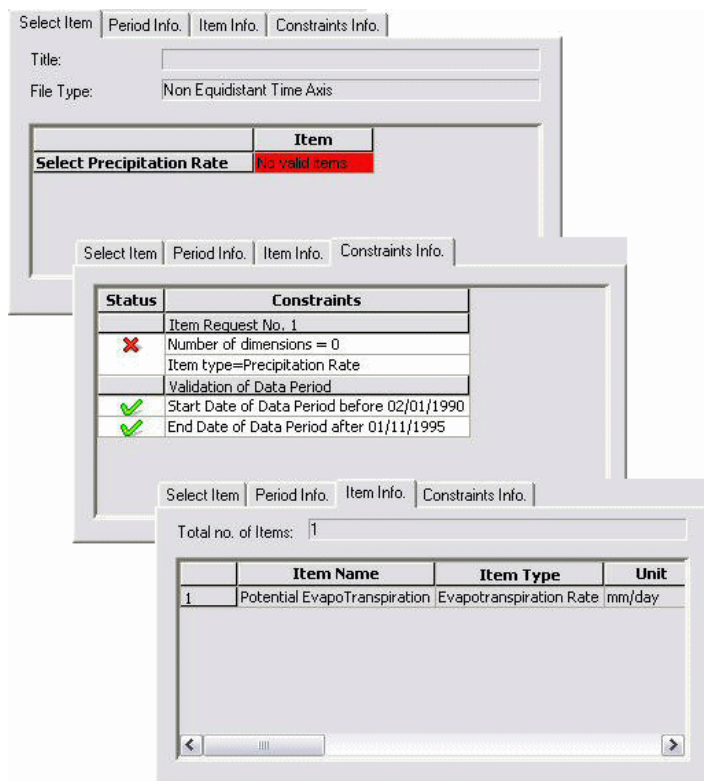 Select Item Period Info. Item Info. Constraints Info.
Title:
File Type: Non Equidistant Time Axis
Item
Select Precipitation Rate No valid items
Select Item Period Info. Item Info. Constraints Info.
Status Constraints
Item Request No. 1
Number of dimensions = 0
Item type=Precipitation Rate
Validation of Data Period
Start Date of Data Period before 02/01/1990
End Date of Data Period after 01/11/1995
Select Item Period Info. Item Info. Constraints Info.
Total no. of Items: 1
Item Name Item Type Unit
1 Potential EvapoTranspiration Evapotranspiration Rate mm/day